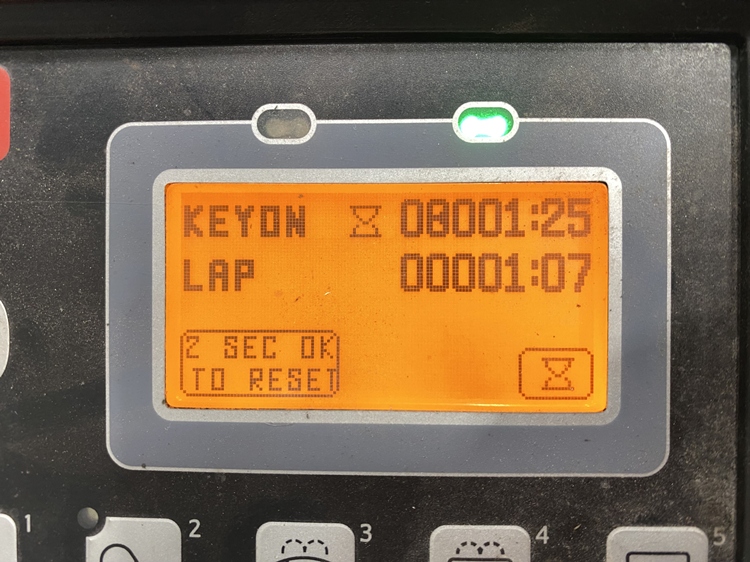 KEYON 08001:25
LAP 00001:07
2 SEC OK
TO RESET
1 2 3 4 5